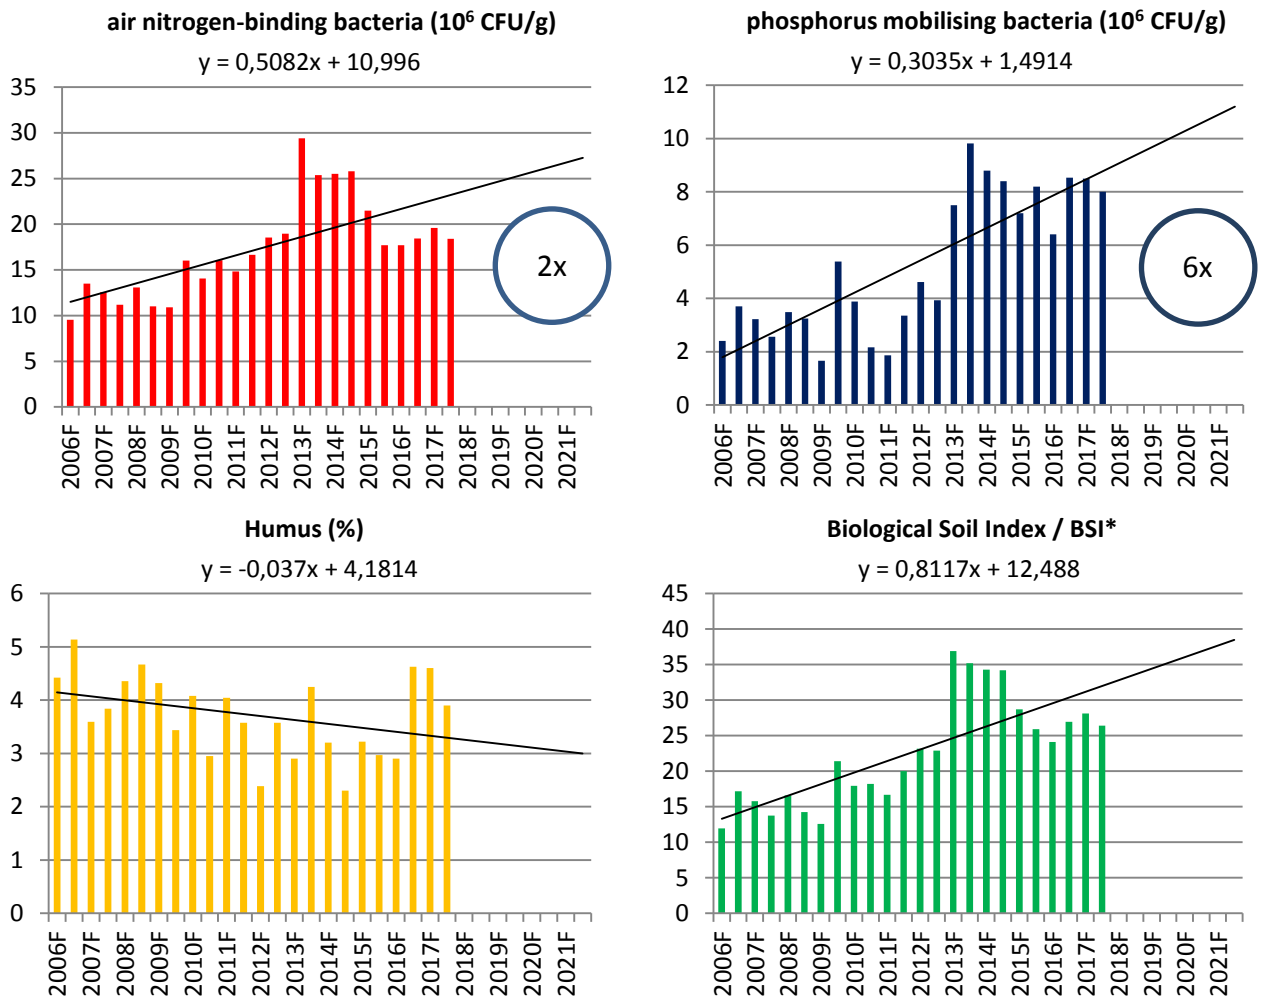 air nitrogen-binding bacteria (10⁶ CFU/g)
y = 0,5082x + 10,996
35
30
25
20
15
10
5
0
2x
2006F
2007F
2008F
2009F
2010F
2011F
2012F
2013F
2014F
2015F
2016F
2017F
2018F
2019F
2020F
2021F
phosphorus mobilising bacteria (10⁶ CFU/g)
y = 0,3035x + 1,4914
12
10
8
6
4
2
0
6x
2006F
2007F
2008F
2009F
2010F
2011F
2012F
2013F
2014F
2015F
2016F
2017F
2018F
2019F
2020F
2021F
Humus (%)
y = -0,037x + 4,1814
6
5
4
3
2
1
0
2006F
2007F
2008F
2009F
2010F
2011F
2012F
2013F
2014F
2015F
2016F
2017F
2018F
2019F
2020F
2021F
Biological Soil Index / BSI*
y = 0,8117x + 12,488
45
40
35
30
25
20
15
10
5
0
2006F
2007F
2008F
2009F
2010F
2011F
2012F
2013F
2014F
2015F
2016F
2017F
2018F
2019F
2020F
2021F